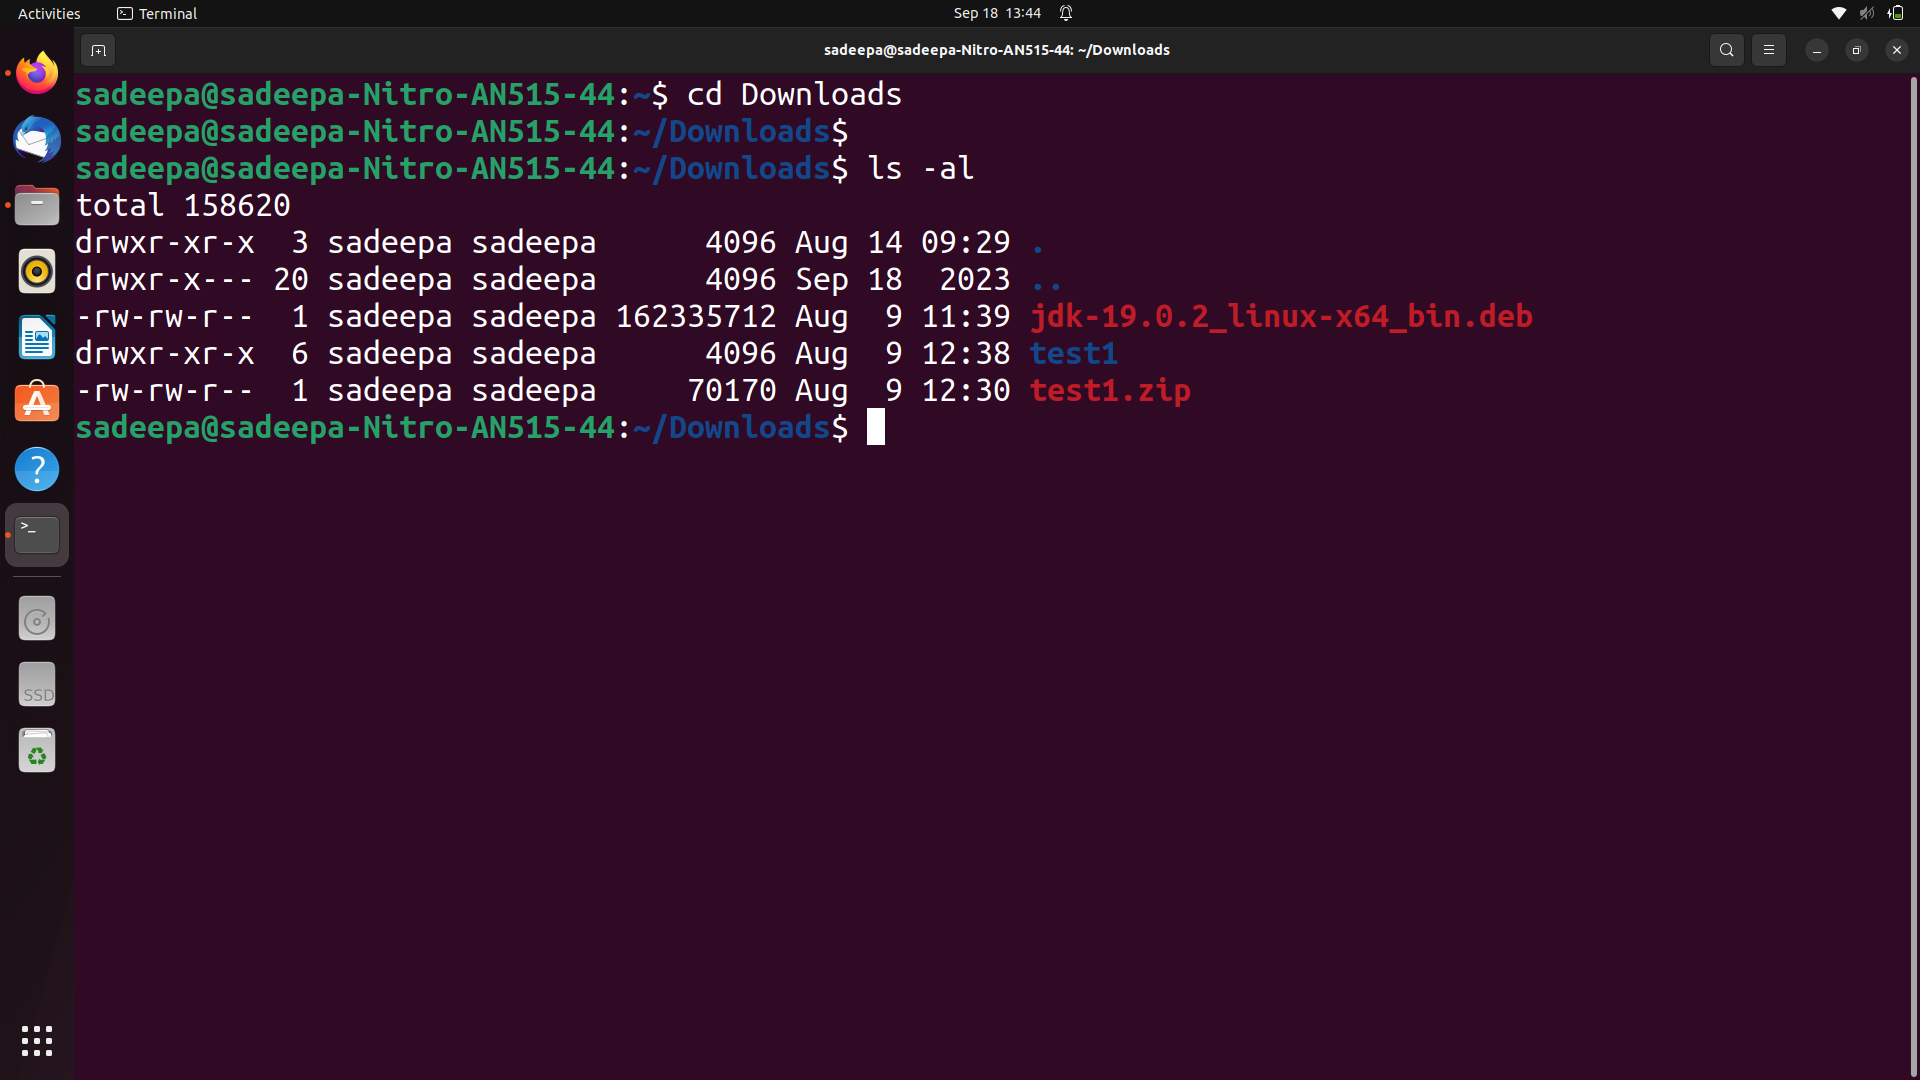 Activities Terminal Sep 18 13:44
sadeepa@sadeepa-Nitro-AN515-44: ~/Downloads
sadeepa@sadeepa-Nitro-AN515-44:~$ cd Downloads
sadeepa@sadeepa-Nitro-AN515-44:~/Downloads$
sadeepa@sadeepa-Nitro-AN515-44:~/Downloads$ ls -al
total 158620
drwxr-xr-x  3 sadeepa sadeepa      4096 Aug 14 09:29 .
drwxr-x--- 20 sadeepa sadeepa      4096 Sep 18  2023 ..
-rw-rw-r--  1 sadeepa sadeepa 162335712 Aug  9 11:39 jdk-19.0.2_linux-x64_bin.deb
drwxr-xr-x  6 sadeepa sadeepa      4096 Aug  9 12:38 test1
-rw-rw-r--  1 sadeepa sadeepa     70170 Aug  9 12:30 test1.zip
sadeepa@sadeepa-Nitro-AN515-44:~/Downloads$
?
>_
SSD